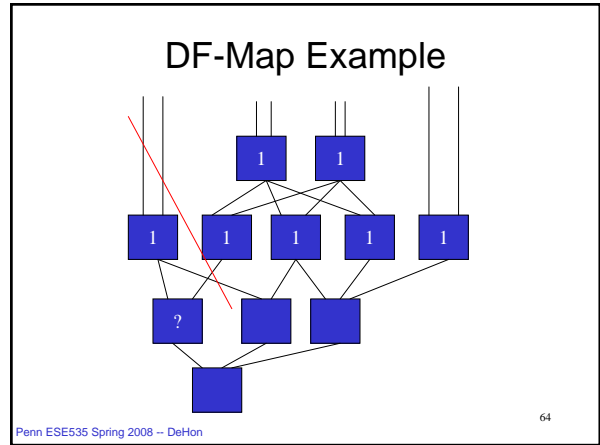 DF-Map Example
1 1
1 1 1 1 1
?
64
Penn ESE535 Spring 2008 -- DeHon